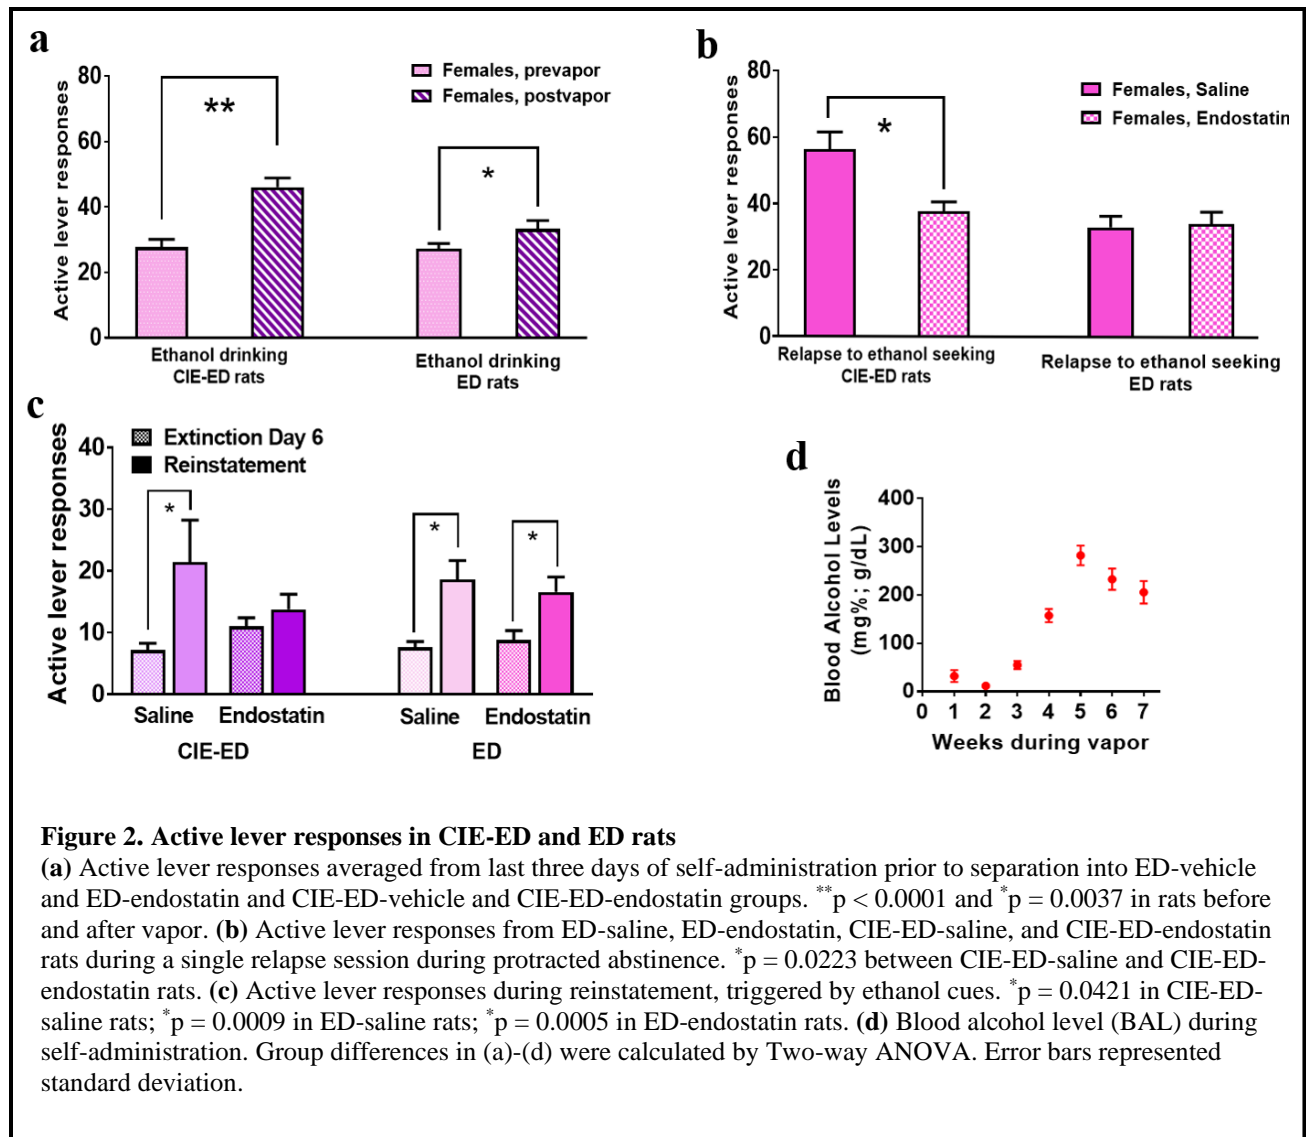 a
80
60
40
20
0
Active lever responses
**
*
Females, prevapor
Females, postvapor
Ethanol drinking
CIE-ED rats
Ethanol drinking
ED rats
b
80
60
40
20
0
Active lever responses
*
Females, Saline
Females, Endostatin
Relapse to ethanol seeking
CIE-ED rats
Relapse to ethanol seeking
ED rats
c
40
30
20
10
0
Active lever responses
Extinction Day 6
Reinstatement
*
*
*
Saline
Endostatin
Saline
Endostatin
CIE-ED
ED
d
Blood Alcohol Levels
(mg%; g/dL)
400
300
200
100
0
0 1 2 3 4 5 6 7
Weeks during vapor
Figure 2. Active lever responses in CIE-ED and ED rats
(a) Active lever responses averaged from last three days of self-administration prior to separation into ED-vehicle
and ED-endostatin and CIE-ED-vehicle and CIE-ED-endostatin groups. **p < 0.0001 and *p = 0.0037 in rats before
and after vapor. (b) Active lever responses from ED-saline, ED-endostatin, CIE-ED-saline, and CIE-ED-endostatin
rats during a single relapse session during protracted abstinence. *p = 0.0223 between CIE-ED-saline and CIE-ED-
endostatin rats. (c) Active lever responses during reinstatement, triggered by ethanol cues. *p = 0.0421 in CIE-ED-
saline rats; *p = 0.0009 in ED-saline rats; *p = 0.0005 in ED-endostatin rats. (d) Blood alcohol level (BAL) during
self-administration. Group differences in (a)-(d) were calculated by Two-way ANOVA. Error bars represented
standard deviation.